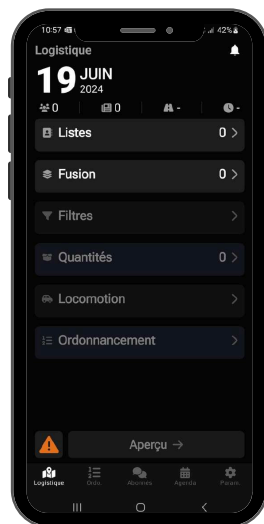 10:57 42%
Logistique
19 JUIN
2024
0 0 - -
Listes 0
Fusion 0
Filtres
Quantités 0
Locomotion
Ordonnancement
Aperçu →
Logistique Ordo. Abonnés Agenda Param.